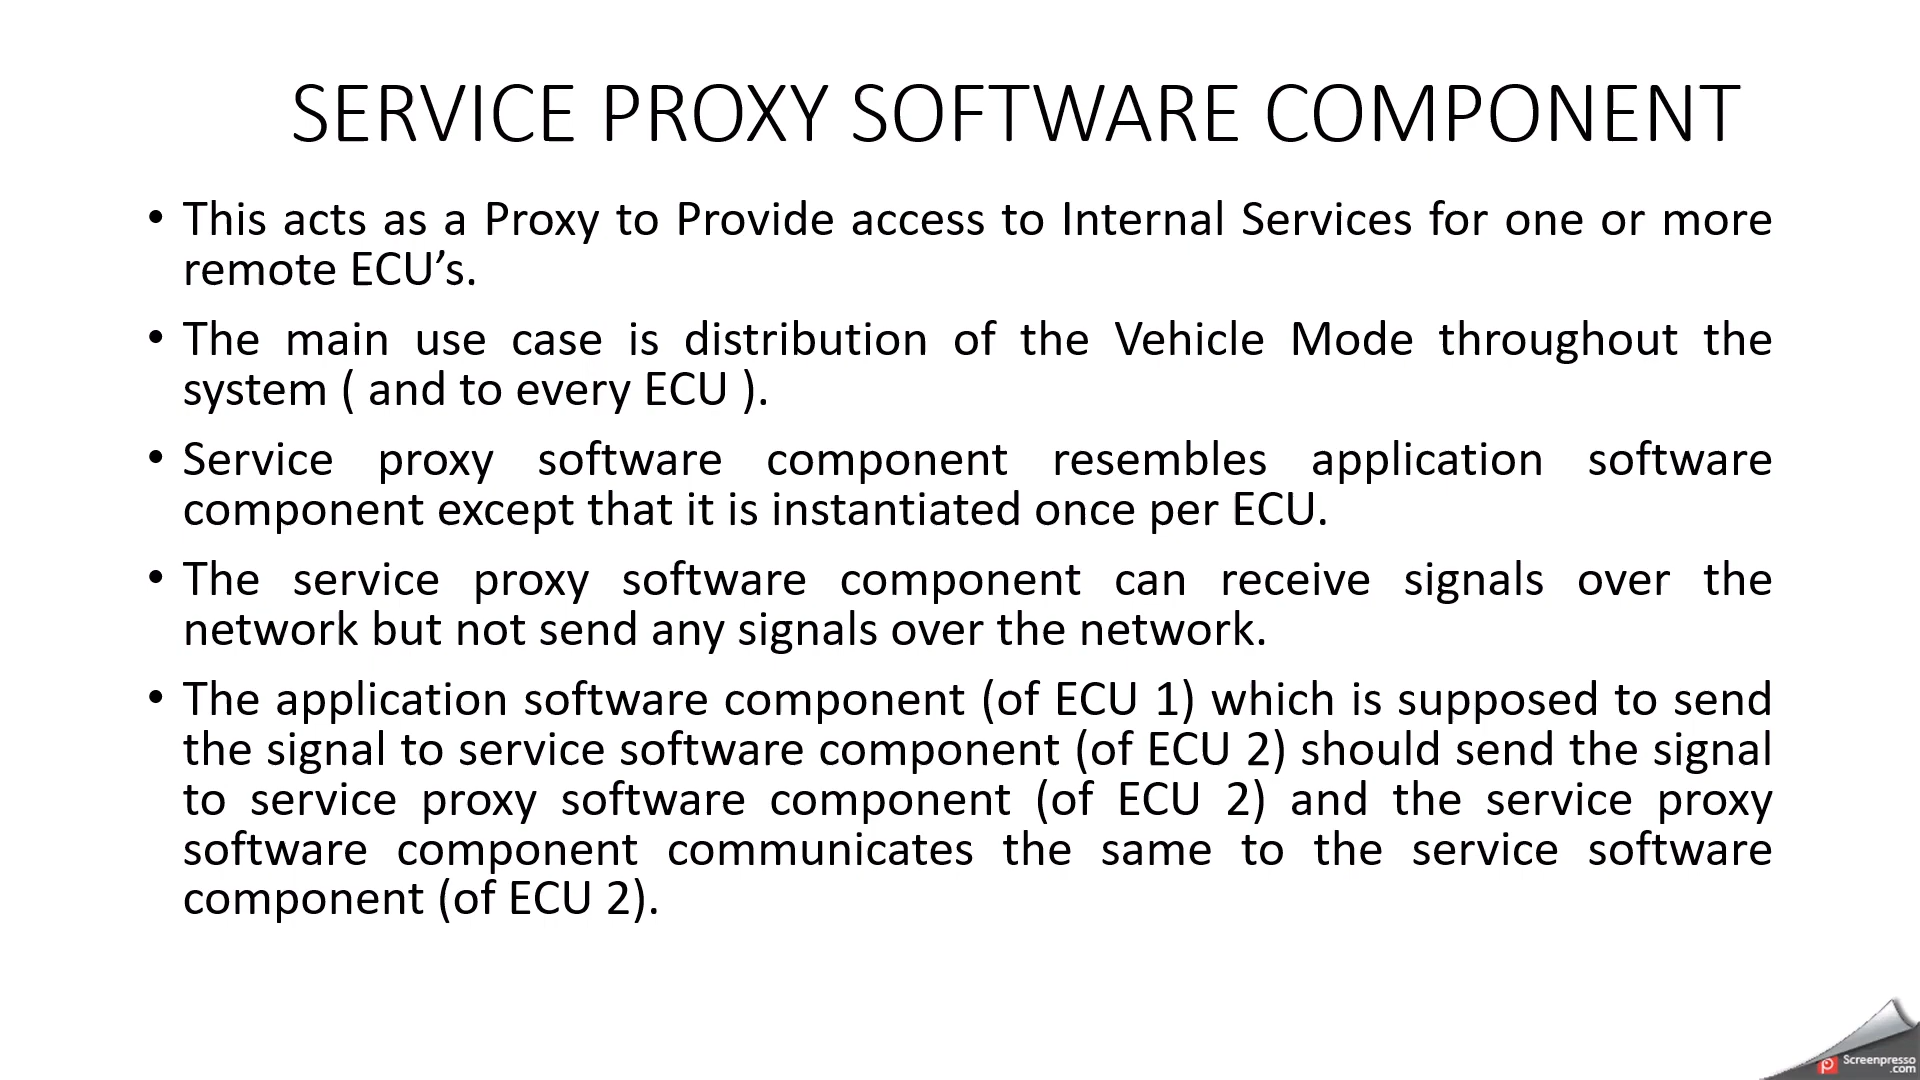 SERVICE PROXY SOFTWARE COMPONENT
• This acts as a Proxy to Provide access to Internal Services for one or more
remote ECU’s.
• The main use case is distribution of the Vehicle Mode throughout the
system ( and to every ECU ).
• Service proxy software component resembles application software
component except that it is instantiated once per ECU.
• The service proxy software component can receive signals over the
network but not send any signals over the network.
• The application software component (of ECU 1) which is supposed to send
the signal to service software component (of ECU 2) should send the signal
to service proxy software component (of ECU 2) and the service proxy
software component communicates the same to the service software
component (of ECU 2).
Screenpresso
.com